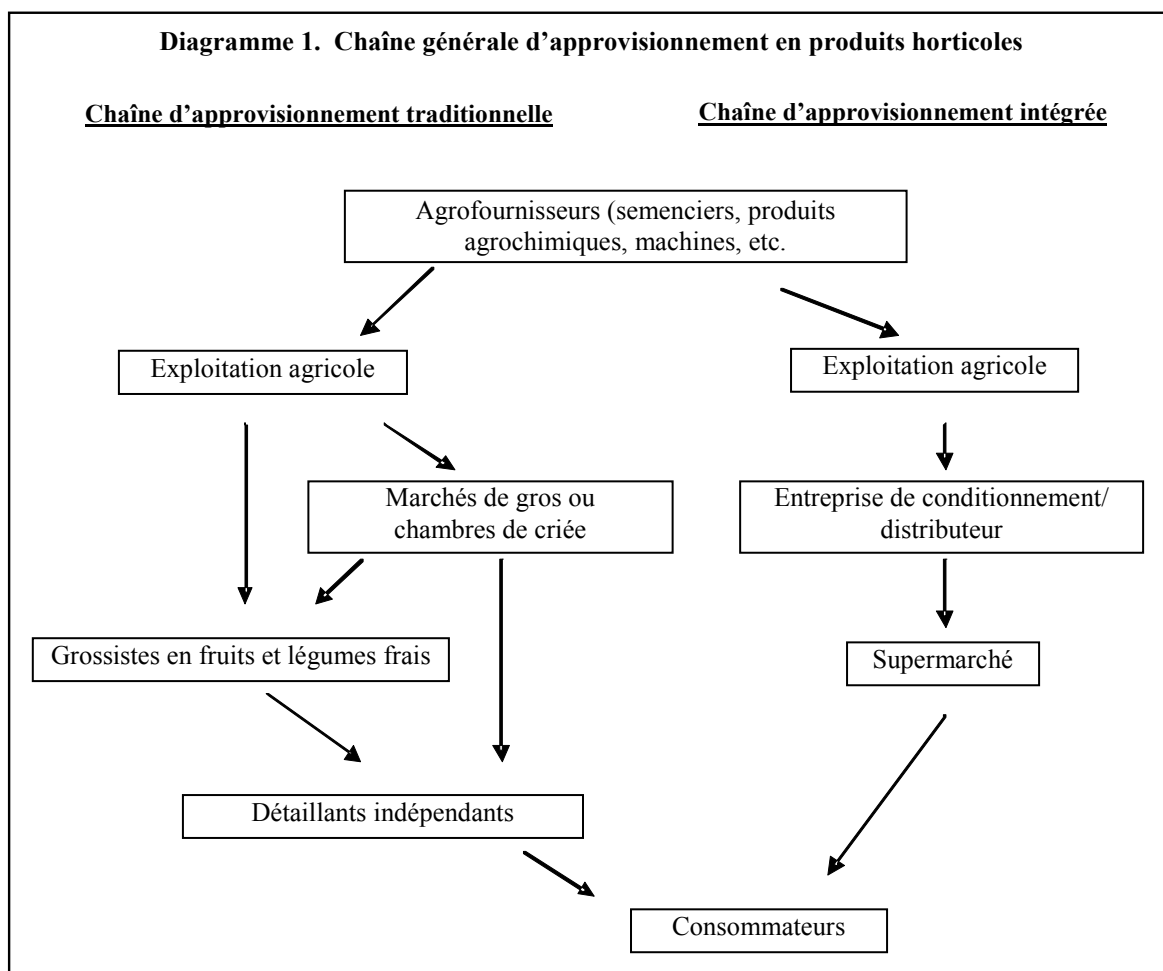 Diagramme 1. Chaîne générale d’approvisionnement en produits horticoles
Chaîne d’approvisionnement traditionnelle
Chaîne d’approvisionnement intégrée
Agrofournisseurs (semenciers, produits
agrochimiques, machines, etc.
Exploitation agricole
Exploitation agricole
Marchés de gros ou
chambres de criée
Entreprise de conditionnement/
distributeur
Grossistes en fruits et légumes frais
Supermarché
Détaillants indépendants
Consommateurs